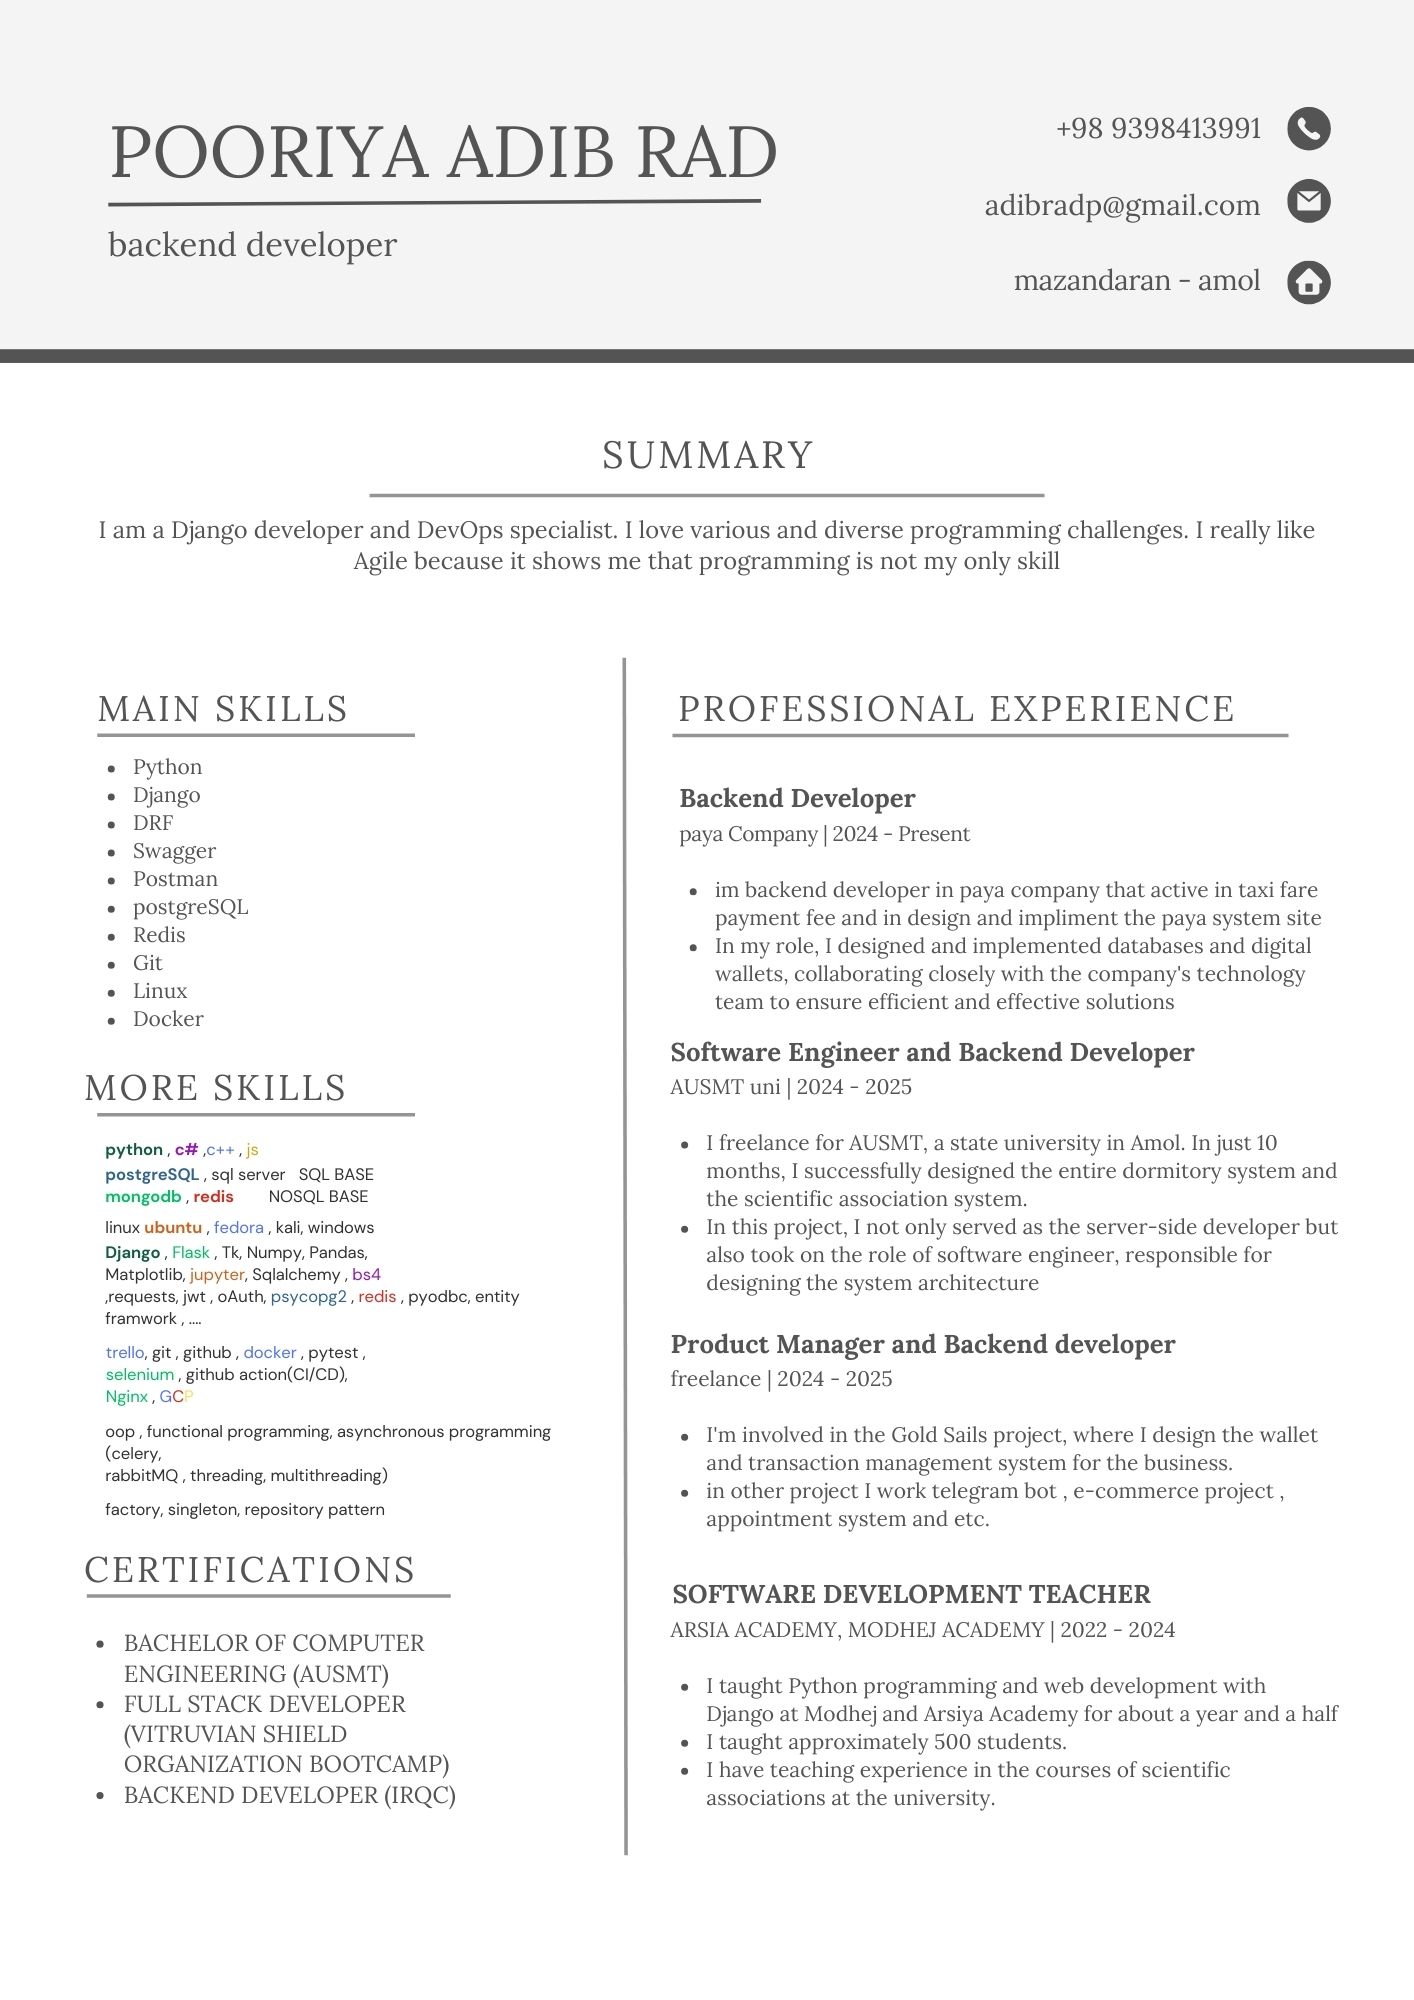 POORIYA ADIB RAD
backend developer
+98 9398413991
adibradp@gmail.com
mazandaran - amol
SUMMARY
I am a Django developer and DevOps specialist. I love various and diverse programming challenges. I really like
Agile because it shows me that programming is not my only skill
MAIN SKILLS
Python
Django
DRF
Swagger
Postman
postgreSQL
Redis
Git
Linux
Docker
MORE SKILLS
python , c# ,c++ , js
postgreSQL , sql server SQL BASE
mongodb , redis NOSQL BASE
linux ubuntu , fedora , kali, windows
Django , Flask , Tk, Numpy, Pandas,
Matplotlib, jupyter, Sqlalchemy , bs4
,requests, jwt , oAuth, psycopg2 , redis , pyodbc, entity
framwork , ....
trello, git , github , docker , pytest ,
selenium , github action(CI/CD),
Nginx , GCP
oop , functional programming, asynchronous programming
(celery,
rabbitMQ , threading, multithreading)
factory, singleton, repository pattern
CERTIFICATIONS
BACHELOR OF COMPUTER
ENGINEERING (AUSMT)
FULL STACK DEVELOPER
(VITRUVIAN SHIELD
ORGANIZATION BOOTCAMP)
BACKEND DEVELOPER (IRQC)
PROFESSIONAL EXPERIENCE
Backend Developer
paya Company | 2024 - Present
im backend developer in paya company that active in taxi fare
payment fee and in design and impliment the paya system site
In my role, I designed and implemented databases and digital
wallets, collaborating closely with the company's technology
team to ensure efficient and effective solutions
Software Engineer and Backend Developer
AUSMT uni | 2024 - 2025
I freelance for AUSMT, a state university in Amol. In just 10
months, I successfully designed the entire dormitory system and
the scientific association system.
In this project, I not only served as the server-side developer but
also took on the role of software engineer, responsible for
designing the system architecture
Product Manager and Backend developer
freelance | 2024 - 2025
I'm involved in the Gold Sails project, where I design the wallet
and transaction management system for the business.
in other project I work telegram bot , e-commerce project ,
appointment system and etc.
SOFTWARE DEVELOPMENT TEACHER
ARSIA ACADEMY, MODHEJ ACADEMY | 2022 - 2024
I taught Python programming and web development with
Django at Modhej and Arsiya Academy for about a year and a half
I taught approximately 500 students.
I have teaching experience in the courses of scientific
associations at the university.